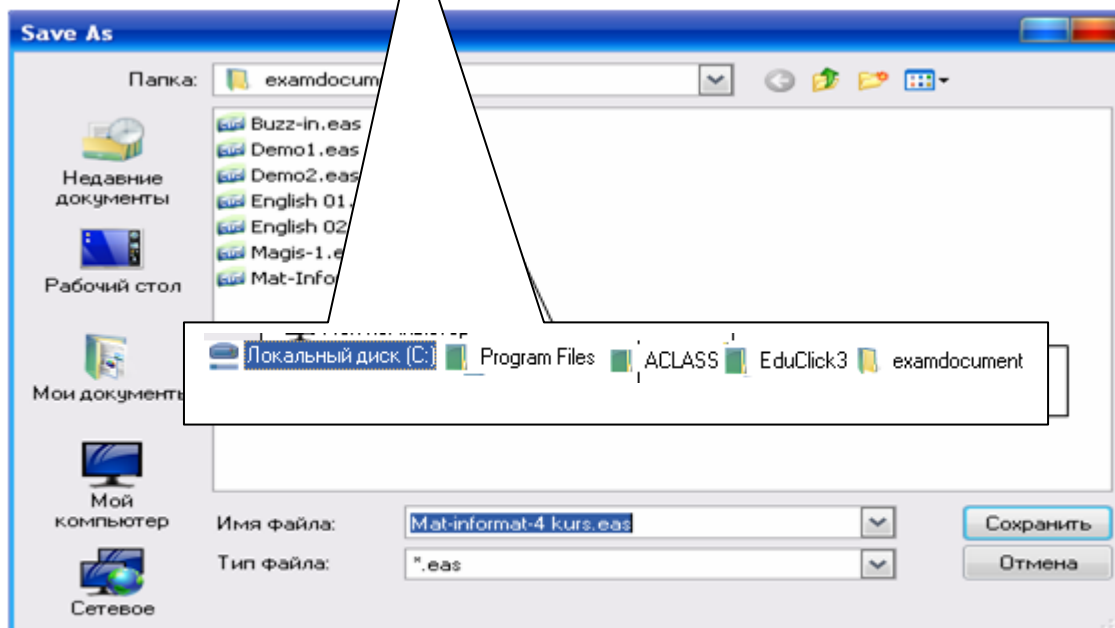 Save As
Папка:
examdocum
Buzz-in.eas
Demo1.eas
Demo2.eas
English 01.
English 02
Magis-1.e
Mat-Info
Недавние
документы
Рабочий стол
Мои документы
Мой
компьютер
Сетевое
Локальный диск (C:) Program Files ACLASS EduClick3 examdocument
Имя файла:
Mat-informat-4 kurs.eas
Сохранить
Тип файла:
*.eas
Отмена